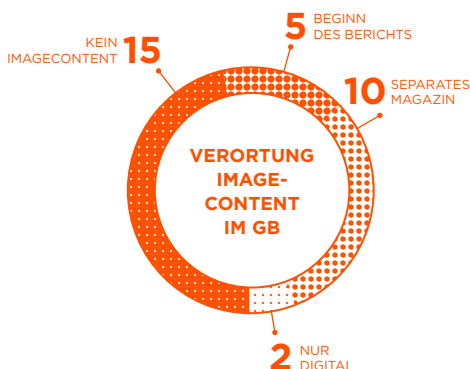 KEIN
IMAGECONTENT 15
5 BEGINN
DES BERICHTS
10 SEPARATES
MAGAZIN
VERORTUNG
IMAGE-
CONTENT
IM GB
2 NUR
DIGITAL